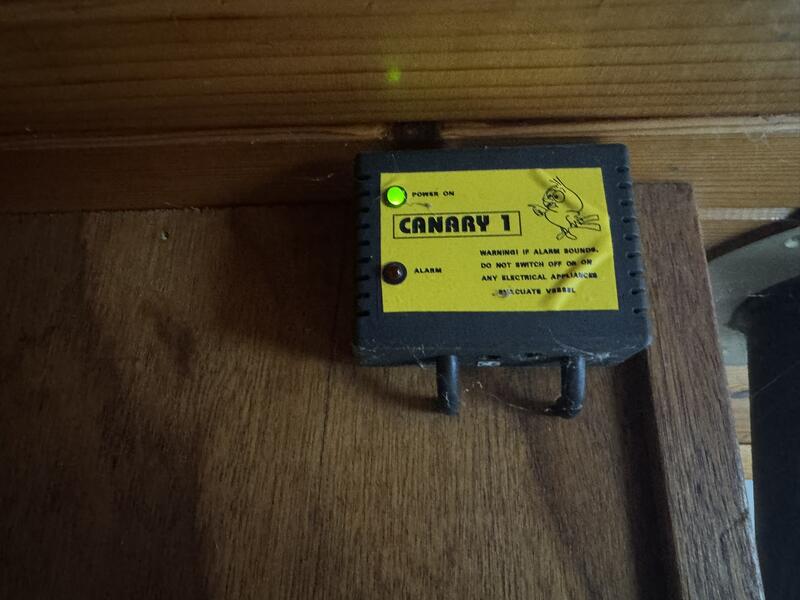 POWER ON
CANARY 1
ALARM
WARNING! IF ALARM SOUNDS,
DO NOT SWITCH OFF OR ON
ANY ELECTRICAL APPLIANCES
EVACUATE VESSEL